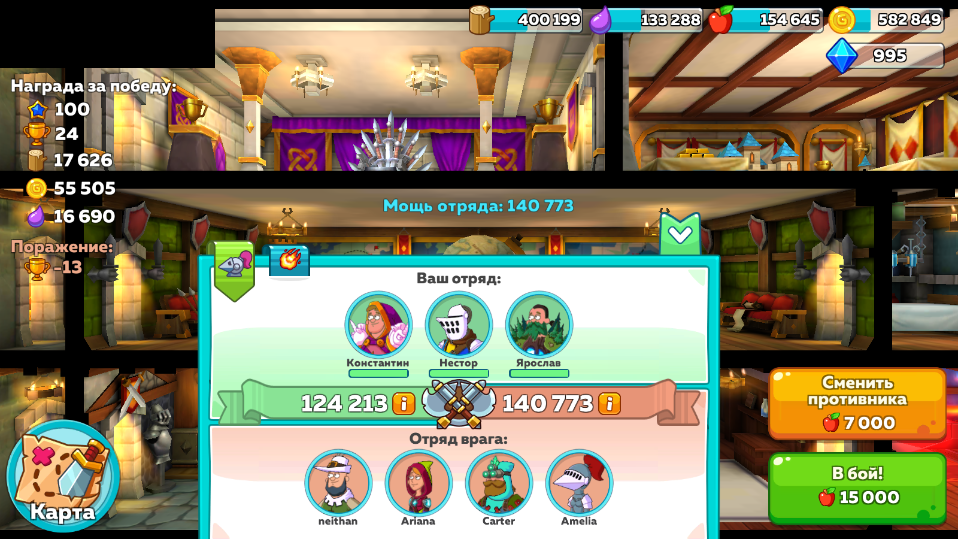 400 199
133 288
154 645
582 849
995
Награда за победу:
100
24
17 626
55 505
16 690
Поражение:
-13
Мощь отряда: 140 773
Ваш отряд:
Константин
Нестор
Ярослав
124 213
140 773
Отряд врага:
neithan
Ariana
Carter
Amelia
Сменить
противника
7 000
В бой!
15 000
Карта